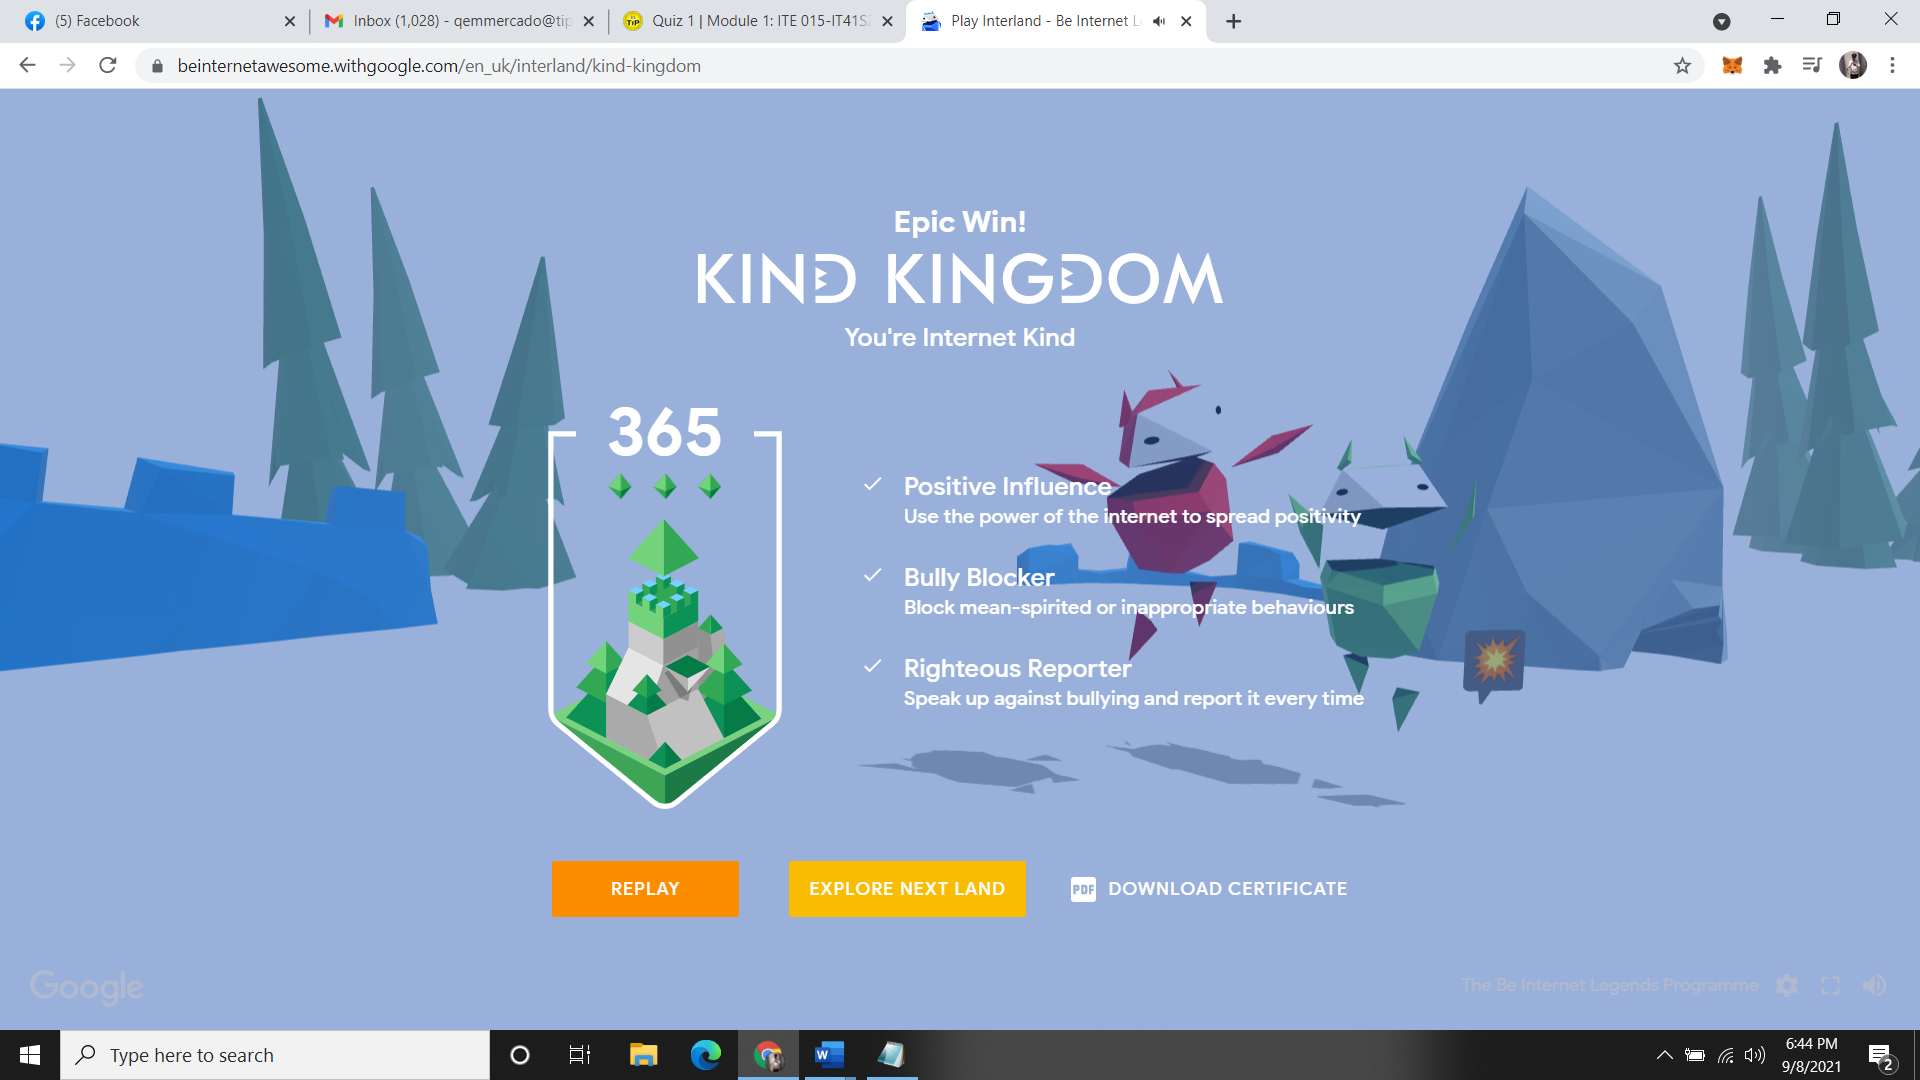 (5) Facebook
Inbox (1,028) - qemmercado@tip
Quiz 1 | Module 1: ITE 015-IT41S
Play Interland - Be Internet L
beinternetawesome.withgoogle.com/en_uk/interland/kind-kingdom
Epic Win!
KIND KINGDOM
You're Internet Kind
365
Positive Influence
Use the power of the internet to spread positivity
Bully Blocker
Block mean-spirited or inappropriate behaviours
Righteous Reporter
Speak up against bullying and report it every time
REPLAY
EXPLORE NEXT LAND
PDF DOWNLOAD CERTIFICATE
Google
The Be Internet Legends Programme
Type here to search
6:44 PM
9/8/2021
2